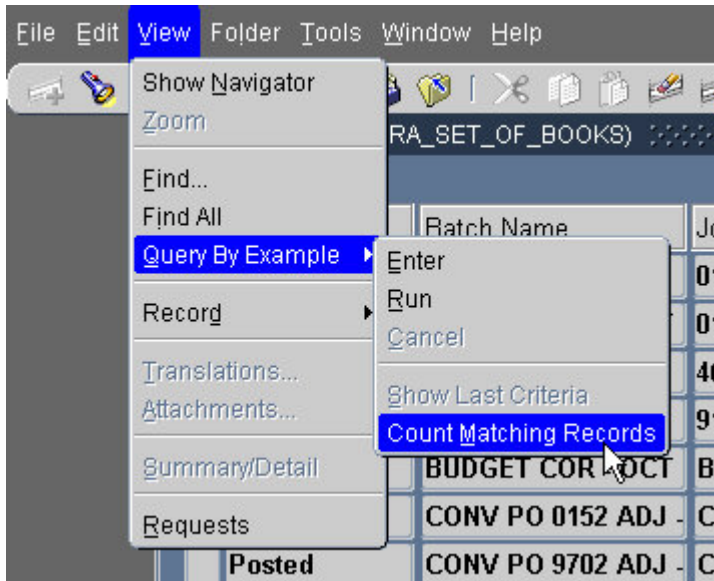 File Edit View Folder Tools Window Help
Show Navigator
Zoom
RA_SET_OF_BOOKS)
Find...
Find All
Batch Name
Query By Example
Enter
Run
Record
Cancel
Translations...
Show Last Criteria
Attachments...
Count Matching Records
Summary/Detail
BUDGET COR OCT
CONV PO 0152 ADJ -
Requests
Posted
CONV PO 9702 ADJ -